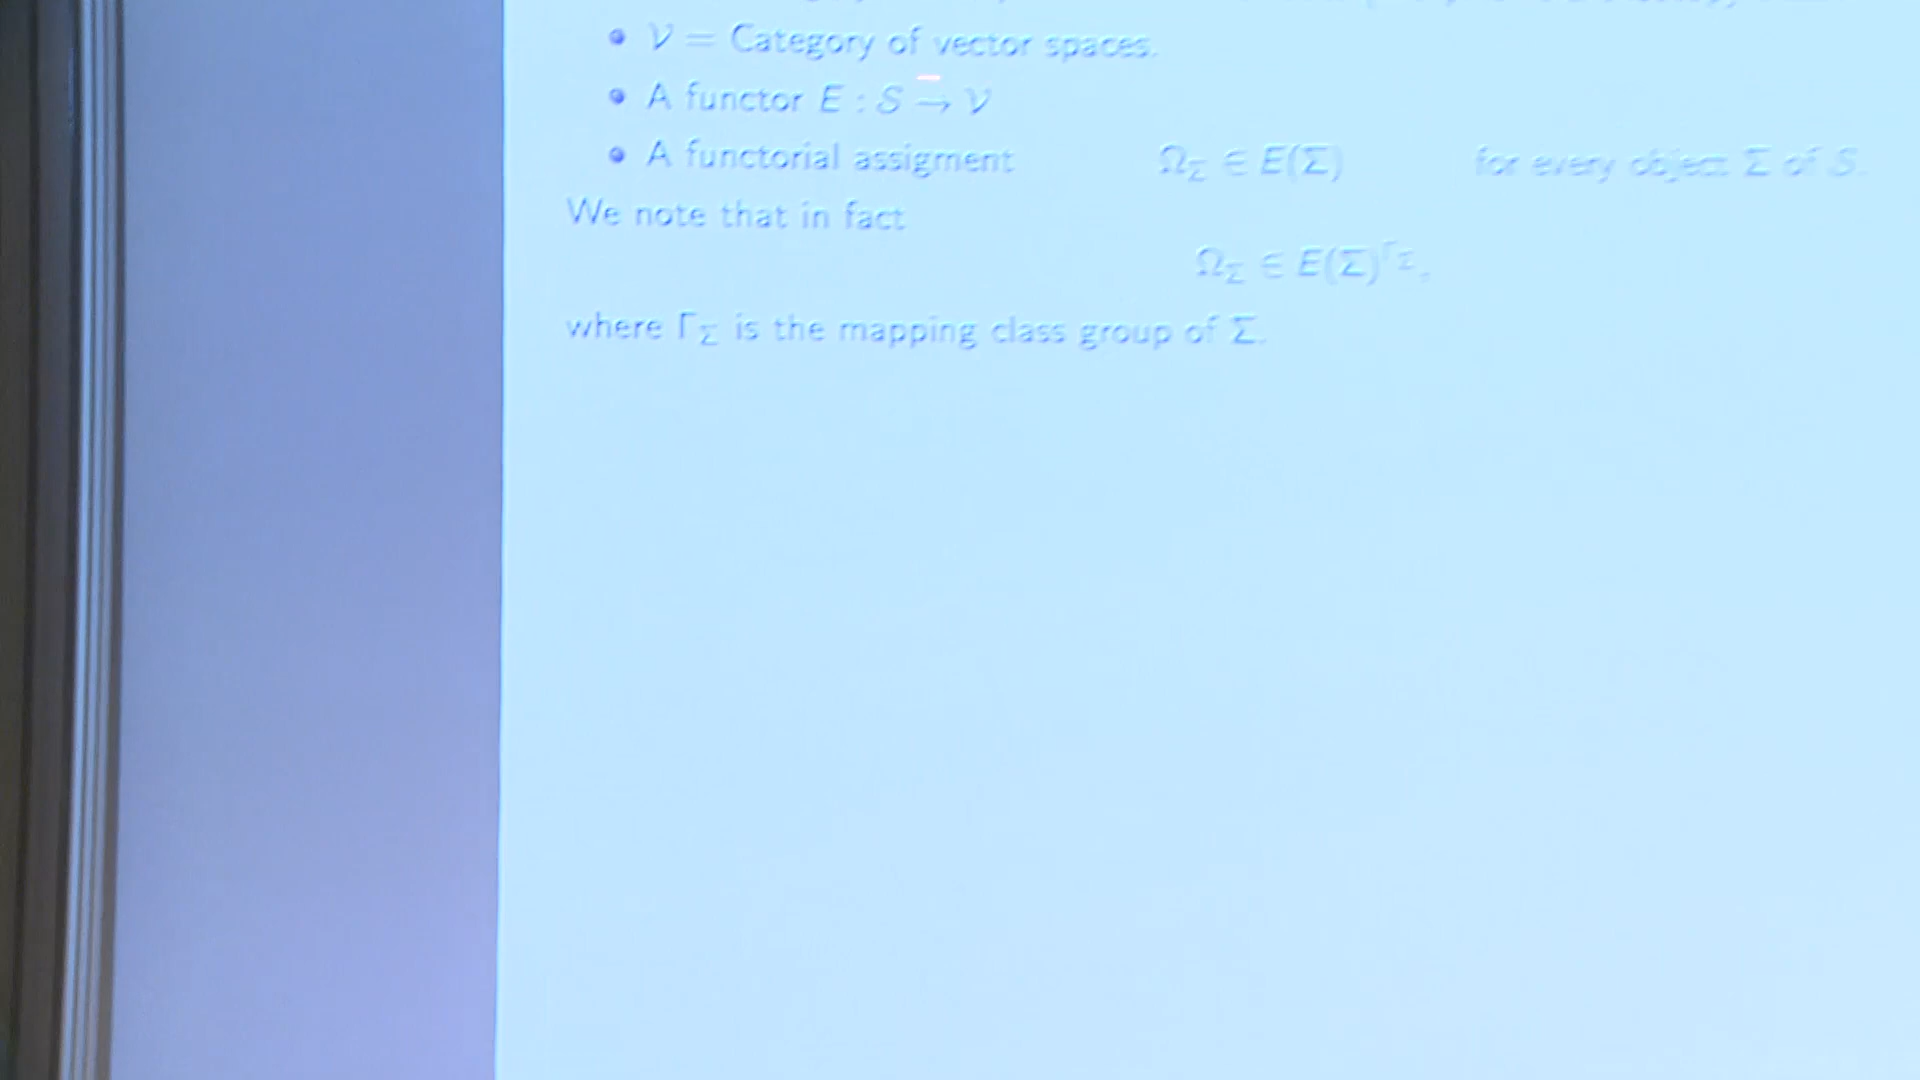 • 𝒱 = Category of vector spaces.
• A functor E : 𝒮 → 𝒱
• A functorial assigment Ω_Σ ∈ E(Σ) for every object Σ of 𝒮.
We note that in fact
Ω_Σ ∈ E(Σ)^{Γ_Σ},
where Γ_Σ is the mapping class group of Σ.